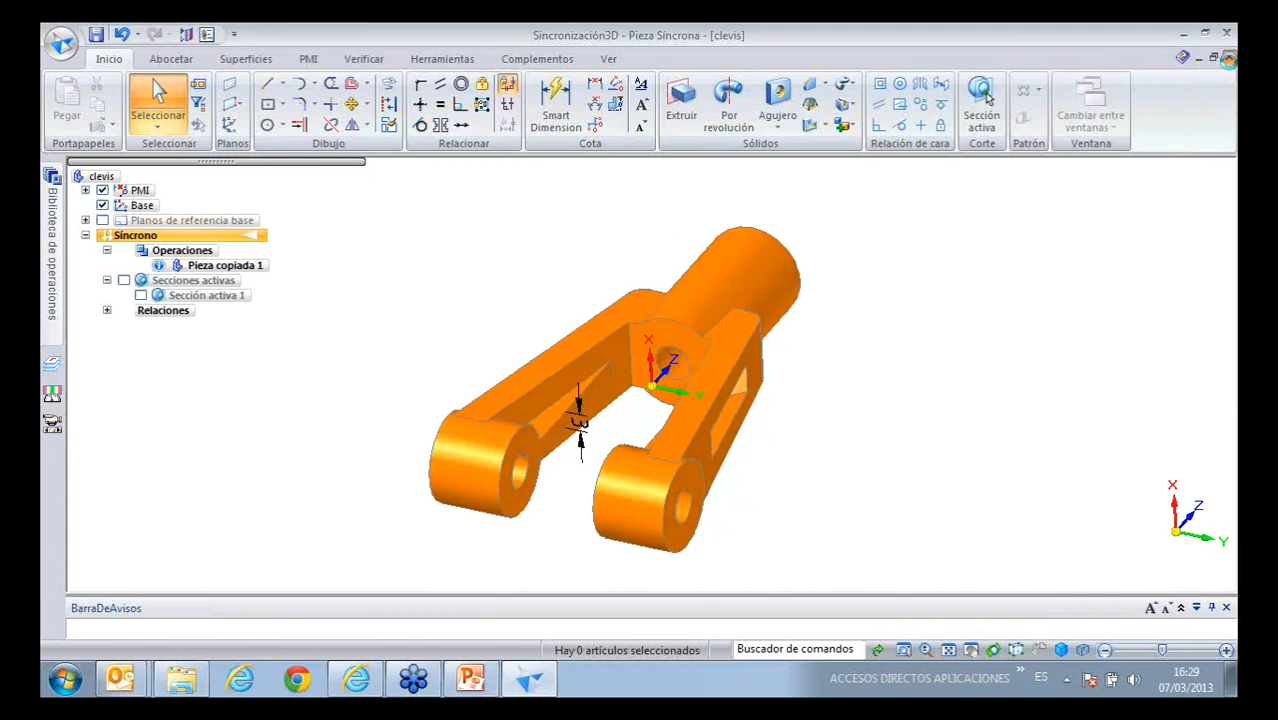 Sincronización3D - Pieza Síncrona - [clevis]
Inicio Abocetar Superficies PMI Verificar Herramientas Complementos Ver
Pegar
Portapapeles
Seleccionar
Seleccionar
Planos
Dibujo
Relacionar
Smart Dimension
Cota
Extruir
Por revolución
Agujero
Sólidos
Relación de cara
Sección activa
Corte
Patrón
Cambiar entre ventanas
Ventana
Biblioteca de operaciones
clevis
PMI
Base
Planos de referencia base
Síncrono
Operaciones
Pieza copiada 1
Secciones activas
Sección activa 1
Relaciones
X
Z
Y
3
X
Z
Y
BarraDeAvisos
Hay 0 artículos seleccionados
Buscador de comandos
ACCESOS DIRECTOS APLICACIONES
»
ES
16:29
07/03/2013